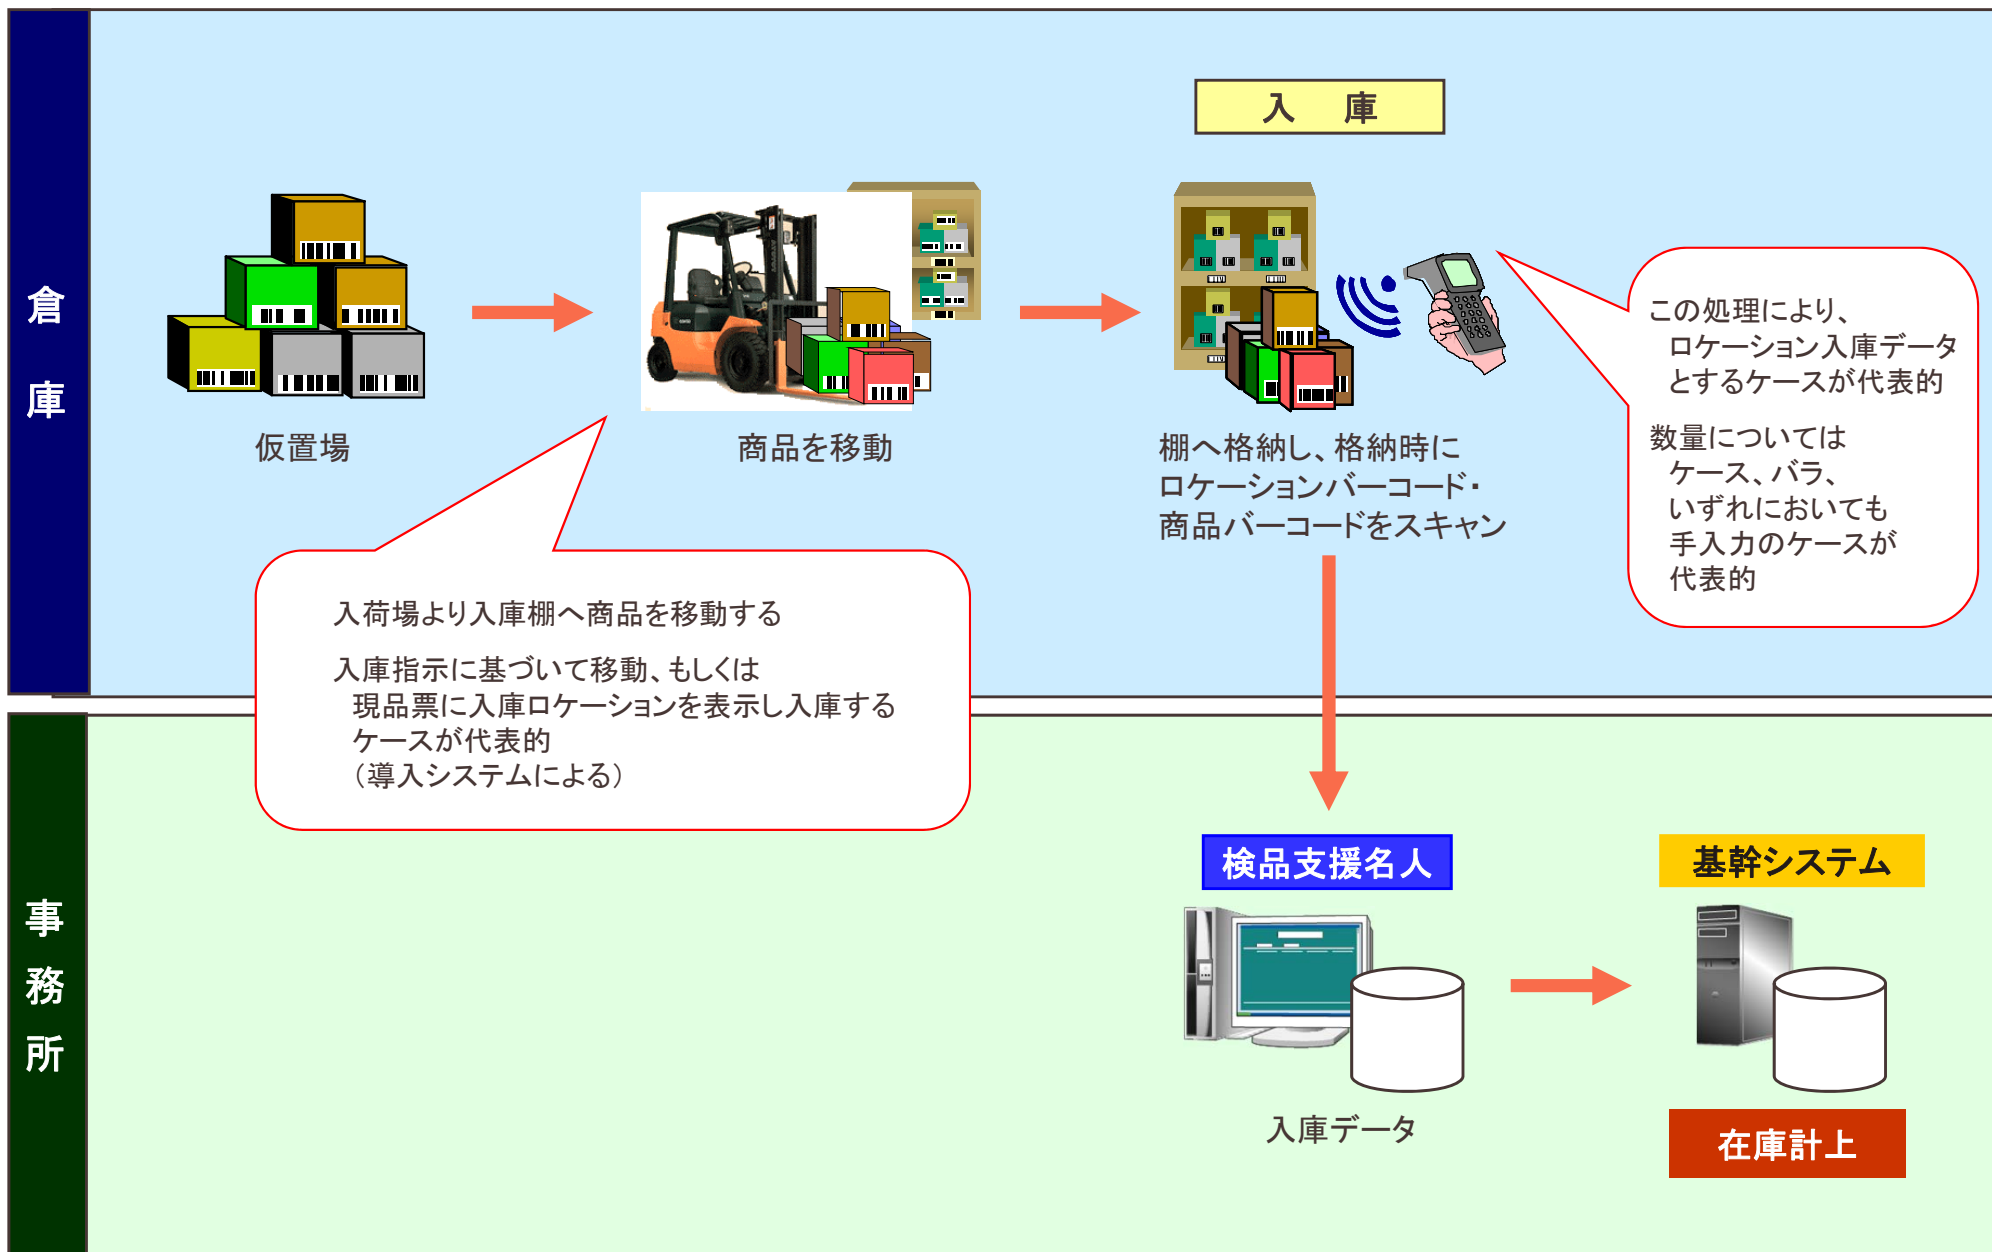 倉庫
入　庫
仮置場
商品を移動
棚へ格納し、格納時に
ロケーションバーコード・
商品バーコードをスキャン
この処理により、
ロケーション入庫データ
とするケースが代表的
数量については
ケース、バラ、
いずれにおいても
手入力のケースが
代表的
入荷場より入庫棚へ商品を移動する
入庫指示に基づいて移動、もしくは
現品票に入庫ロケーションを表示し入庫する
ケースが代表的
（導入システムによる）
事務所
検品支援名人
基幹システム
入庫データ
在庫計上